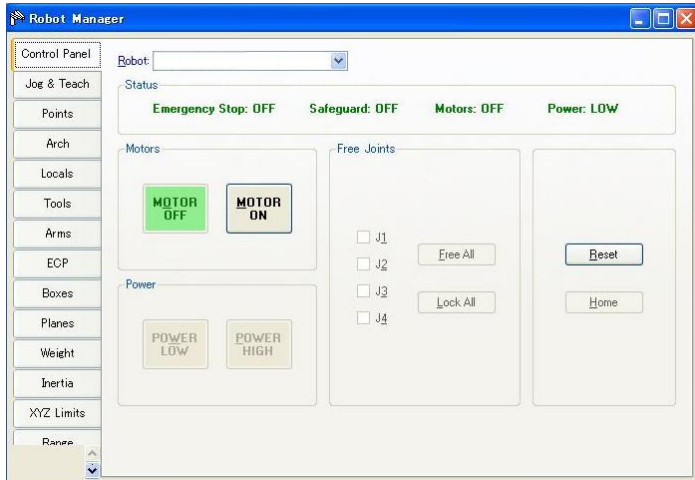 Robot Manager
Control Panel
Jog & Teach
Points
Arch
Locals
Tools
Arms
ECP
Boxes
Planes
Weight
Inertia
XYZ Limits
Range
Robot:
Status
Emergency Stop: OFF Safeguard: OFF Motors: OFF Power: LOW
Motors
MOTOR
OFF
MOTOR
ON
Power
POWER
LOW
POWER
HIGH
Free Joints
J1
J2
J3
J4
Free All
Lock All
Reset
Home